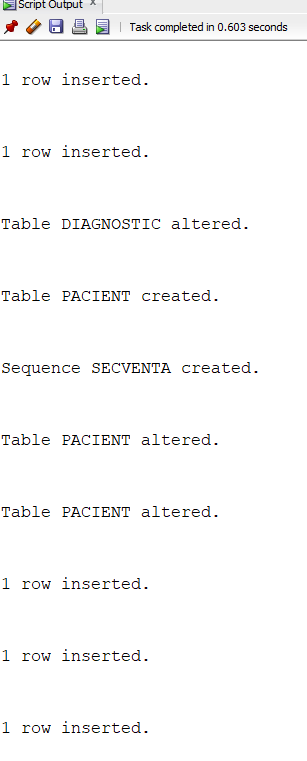 Script Output x
Task completed in 0.603 seconds
1 row inserted.
1 row inserted.
Table DIAGNOSTIC altered.
Table PACIENT created.
Sequence SECVENTA created.
Table PACIENT altered.
Table PACIENT altered.
1 row inserted.
1 row inserted.
1 row inserted.